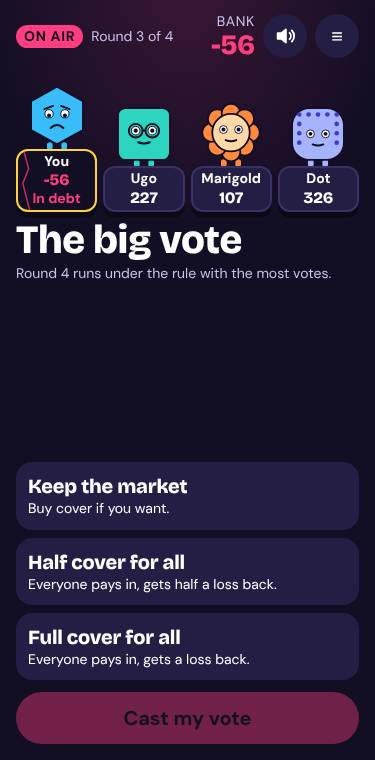 ON AIR Round 3 of 4
BANK
-56
You
-56
In debt
Ugo
227
Marigold
107
Dot
326
The big vote
Round 4 runs under the rule with the most votes.
Keep the market
Buy cover if you want.
Half cover for all
Everyone pays in, gets half a loss back.
Full cover for all
Everyone pays in, gets a loss back.
Cast my vote